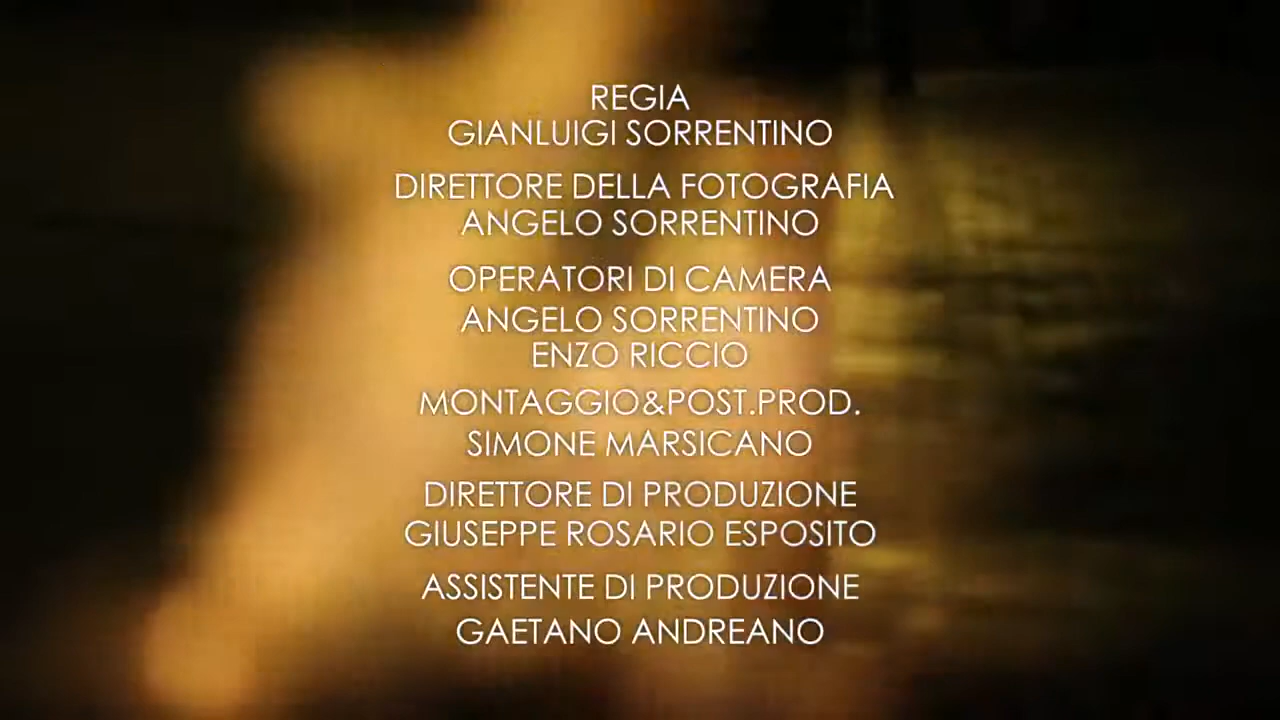 REGIA
GIANLUIGI SORRENTINO
DIRETTORE DELLA FOTOGRAFIA
ANGELO SORRENTINO
OPERATORI DI CAMERA
ANGELO SORRENTINO
ENZO RICCIO
MONTAGGIO&POST.PROD.
SIMONE MARSICANO
DIRETTORE DI PRODUZIONE
GIUSEPPE ROSARIO ESPOSITO
ASSISTENTE DI PRODUZIONE
GAETANO ANDREANO